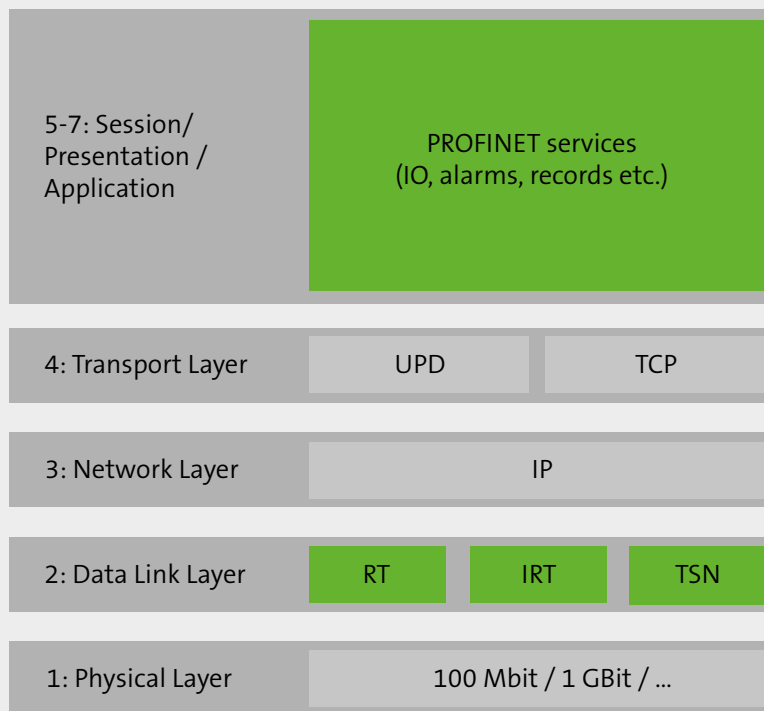 5-7: Session/
Presentation /
Application
PROFINET services
(IO, alarms, records etc.)
4: Transport Layer
UPD
TCP
3: Network Layer
IP
2: Data Link Layer
RT
IRT
TSN
1: Physical Layer
100 Mbit / 1 GBit / ...